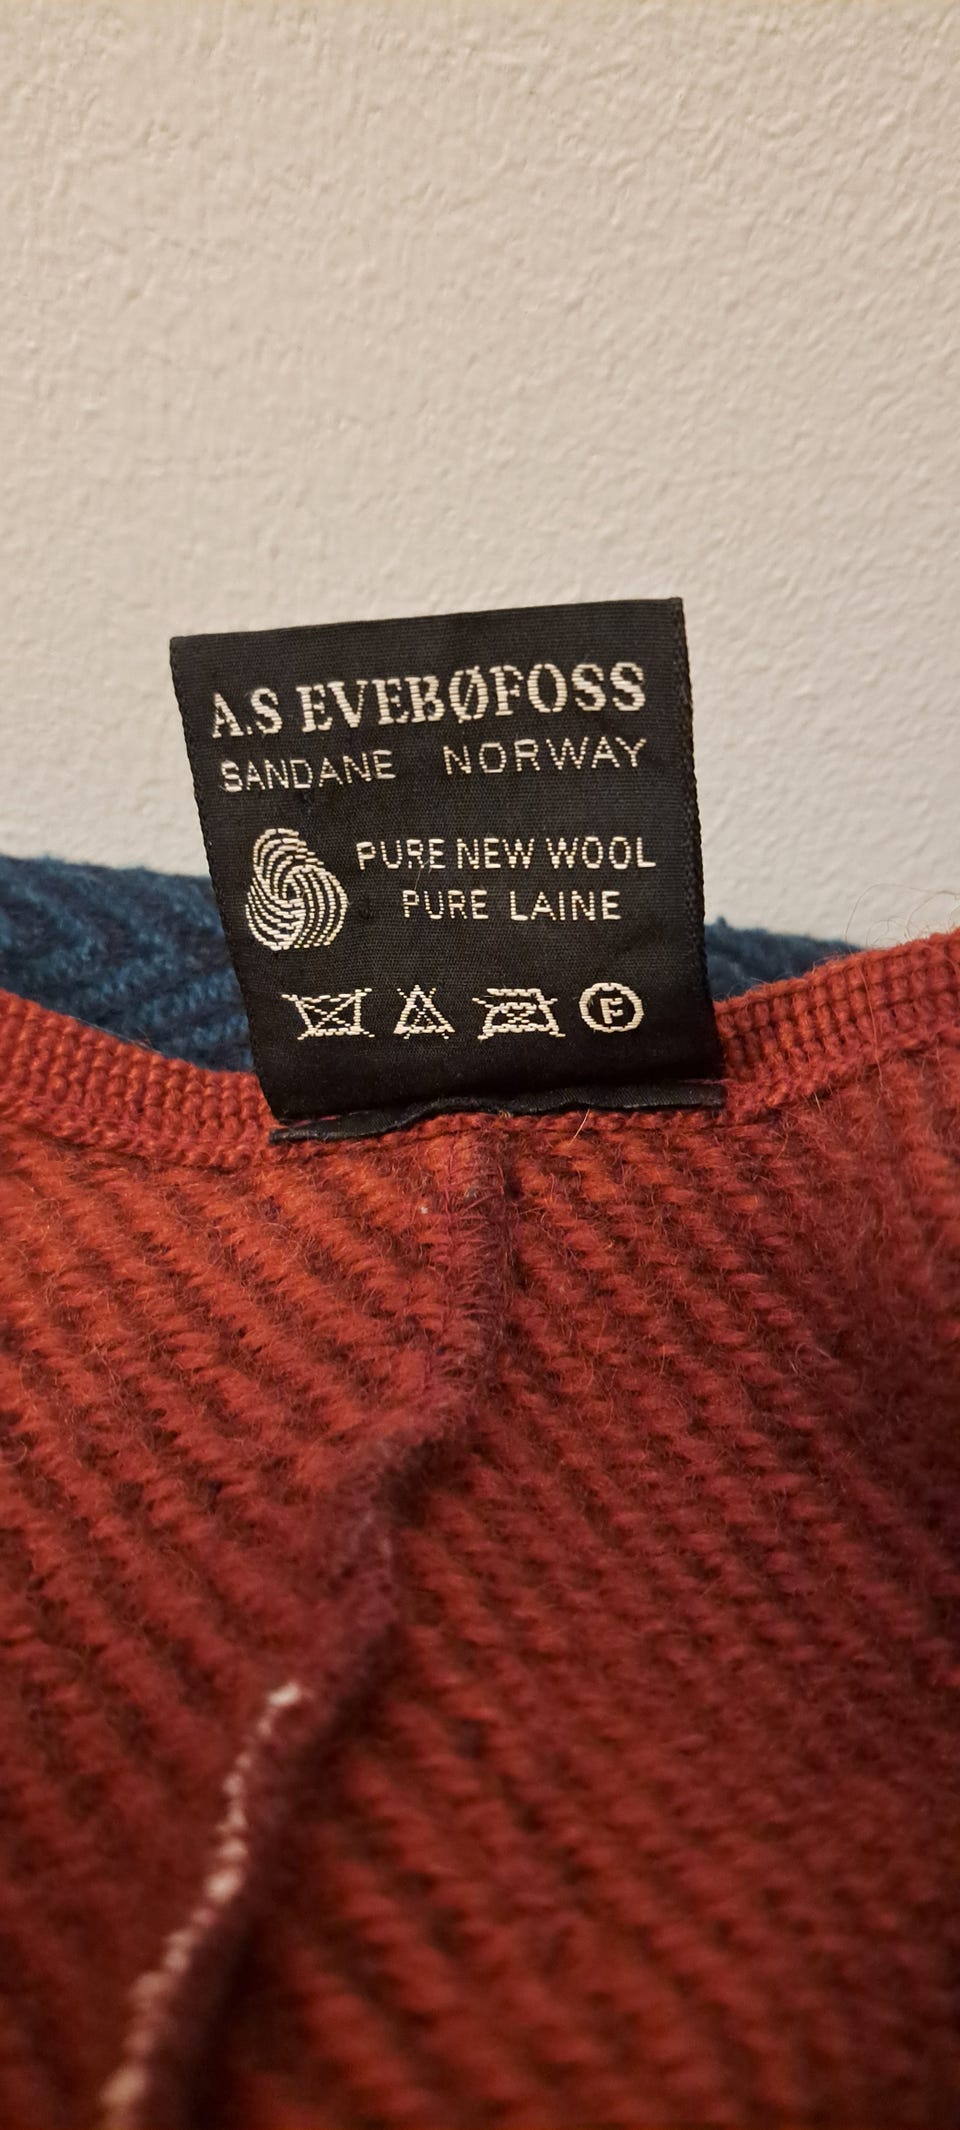 A.S EVEBØFOSS
SANDANE NORWAY
PURE NEW WOOL
PURE LAINE
F